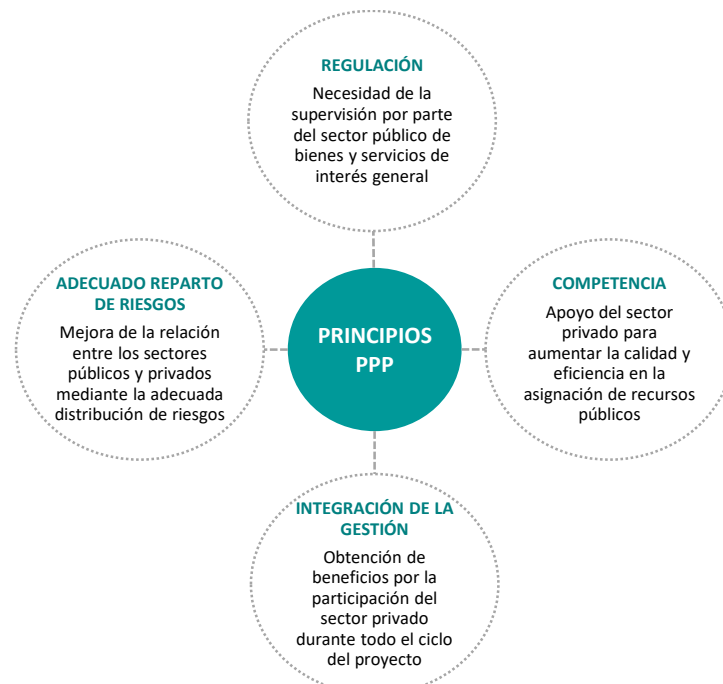 REGULACIÓN
Necesidad de la
supervisión por parte
del sector público de
bienes y servicios de
interés general
ADECUADO REPARTO
DE RIESGOS
Mejora de la relación
entre los sectores
públicos y privados
mediante la adecuada
distribución de riesgos
PRINCIPIOS
PPP
COMPETENCIA
Apoyo del sector
privado para
aumentar la calidad y
eficiencia en la
asignación de recursos
públicos
INTEGRACIÓN DE LA
GESTIÓN
Obtención de
beneficios por la
participación del
sector privado
durante todo el ciclo
del proyecto